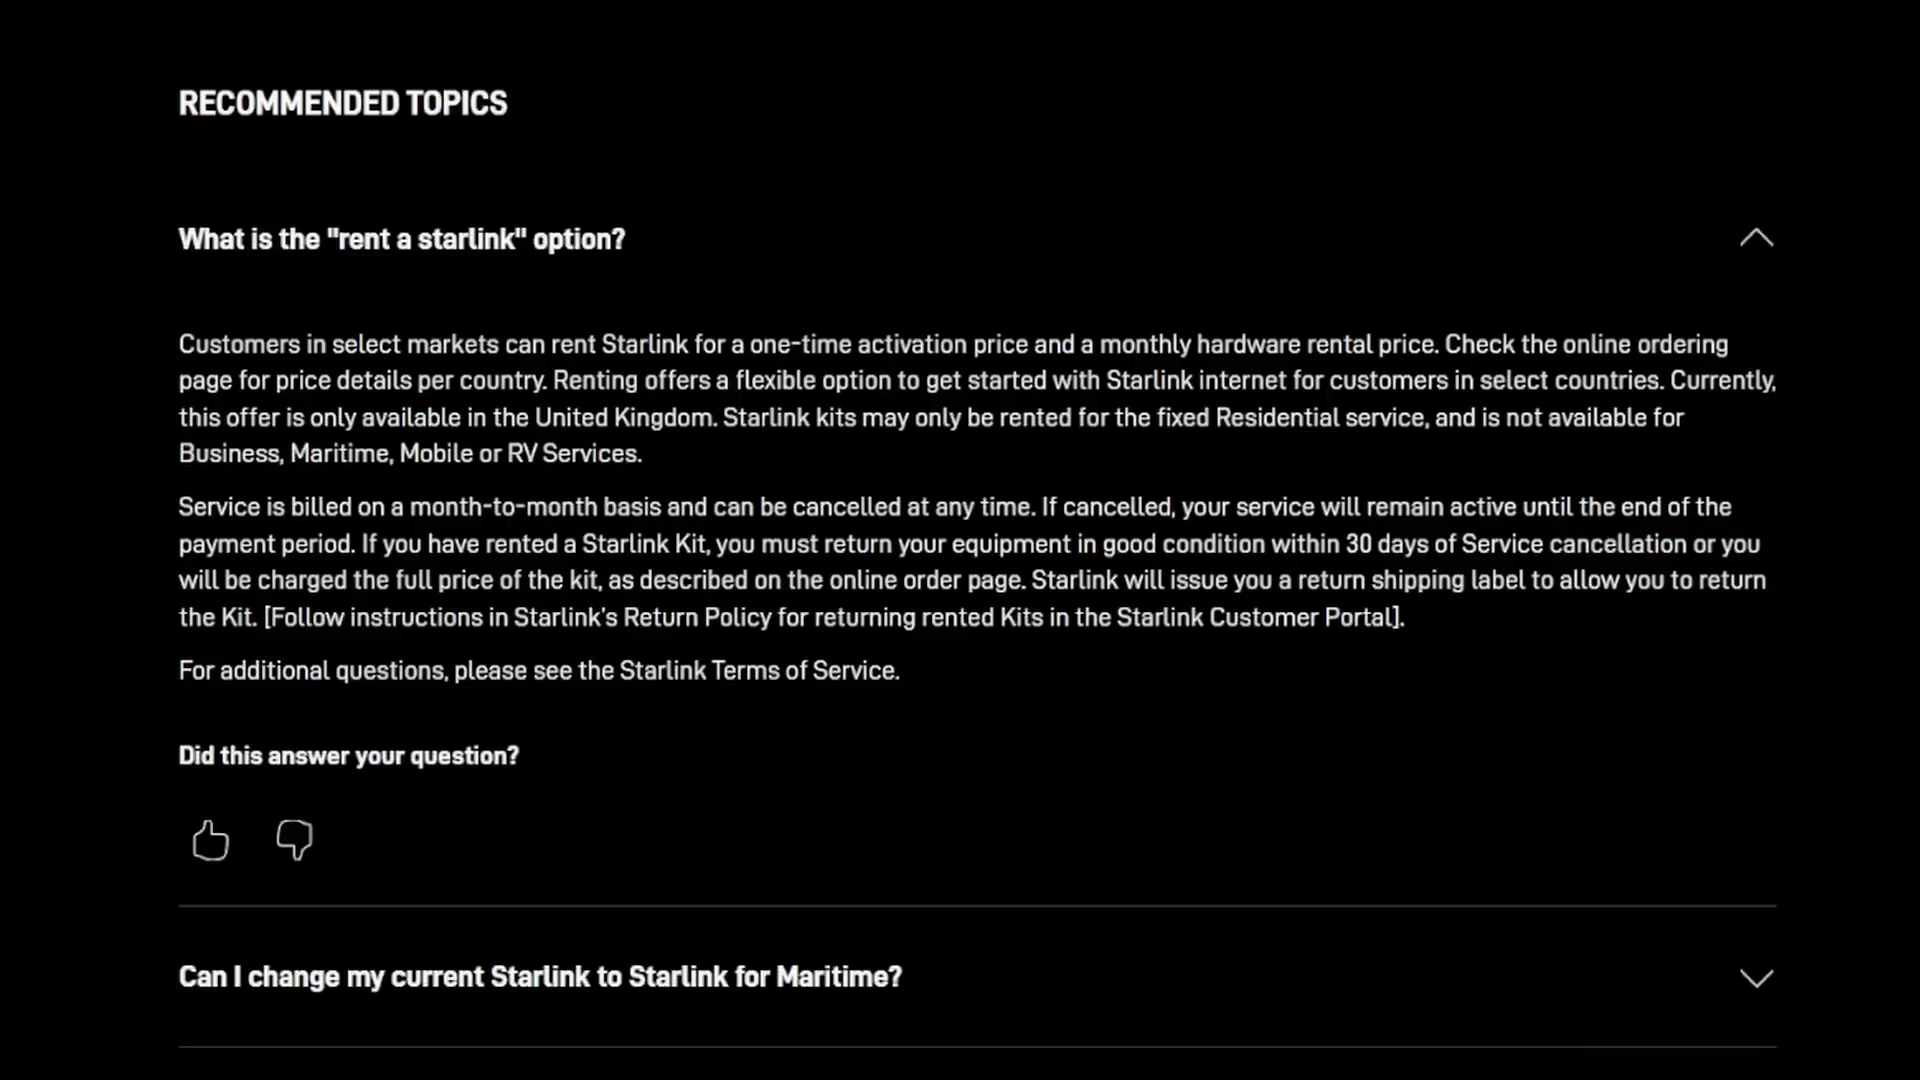 RECOMMENDED TOPICS
What is the "rent a starlink" option?
Customers in select markets can rent Starlink for a one-time activation price and a monthly hardware rental price. Check the online ordering
page for price details per country. Renting offers a flexible option to get started with Starlink internet for customers in select countries. Currently,
this offer is only available in the United Kingdom. Starlink kits may only be rented for the fixed Residential service, and is not available for
Business, Maritime, Mobile or RV Services.
Service is billed on a month-to-month basis and can be cancelled at any time. If cancelled, your service will remain active until the end of the
payment period. If you have rented a Starlink Kit, you must return your equipment in good condition within 30 days of Service cancellation or you
will be charged the full price of the kit, as described on the online order page. Starlink will issue you a return shipping label to allow you to return
the Kit. [Follow instructions in Starlink's Return Policy for returning rented Kits in the Starlink Customer Portal].
For additional questions, please see the Starlink Terms of Service.
Did this answer your question?
Can I change my current Starlink to Starlink for Maritime?